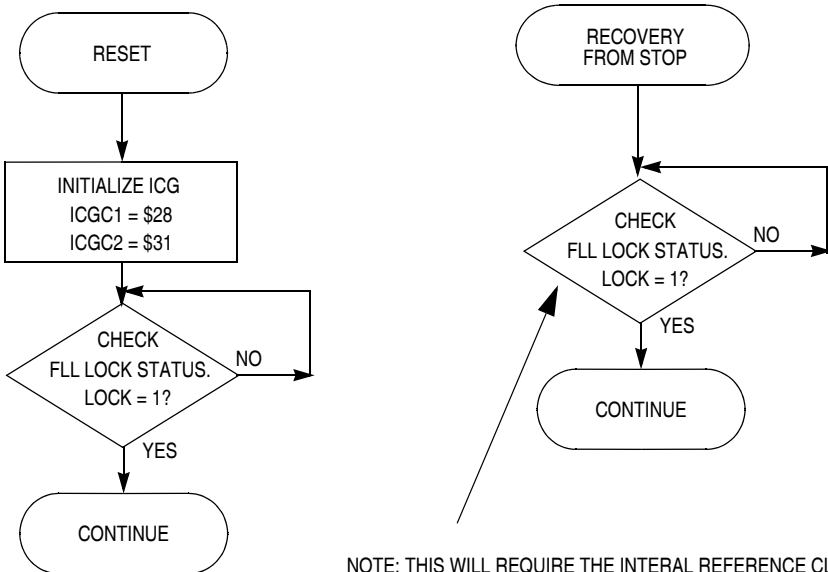 RESET
INITIALIZE ICG
ICGC1 = $28
ICGC2 = $31
CHECK
FLL LOCK STATUS.
LOCK = 1?
NO
YES
CONTINUE
RECOVERY
FROM STOP
CHECK
FLL LOCK STATUS.
LOCK = 1?
NO
YES
CONTINUE
NOTE: THIS WILL REQUIRE THE INTERAL REFERENCE